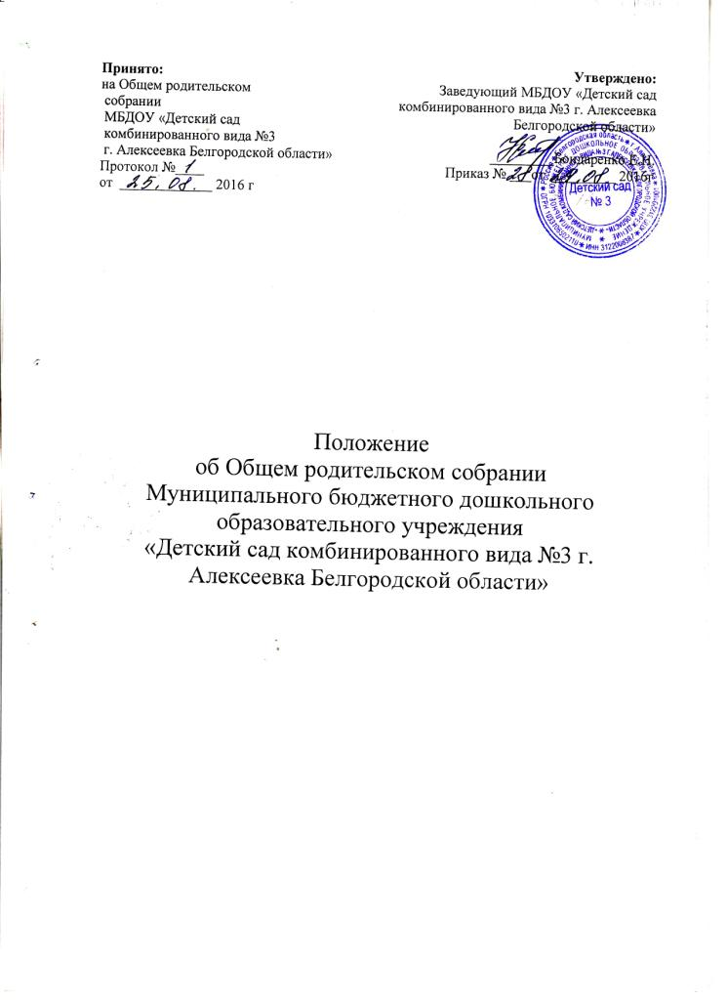 Принято:
на Общем родительском
собрании
МБДОУ «Детский сад
комбинированного вида №3
г. Алексеевка Белгородской области»
Протокол № 1
от 25.08. 2016 г
Утверждено:
Заведующий МБДОУ «Детский сад
комбинированного вида №3 г. Алексеевка
Белгородской области»
Бондаренко Е.Н.
Приказ № 28 от 29.08 2016г
Детский сад
№ 3
Положение
об Общем родительском собрании
Муниципального бюджетного дошкольного
образовательного учреждения
«Детский сад комбинированного вида №3 г.
Алексеевка Белгородской области»